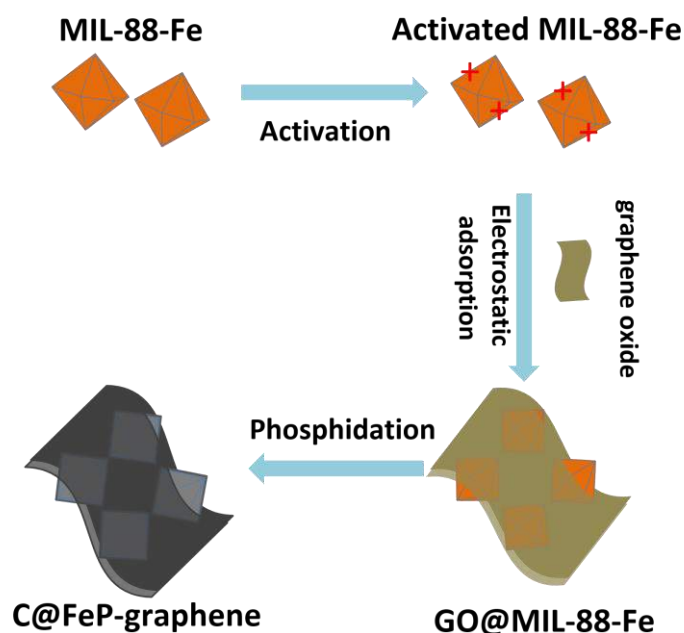 MIL-88-Fe
Activated MIL-88-Fe
Activation
Electrostatic
adsorption
graphene oxide
Phosphidation
C@FeP-graphene
GO@MIL-88-Fe